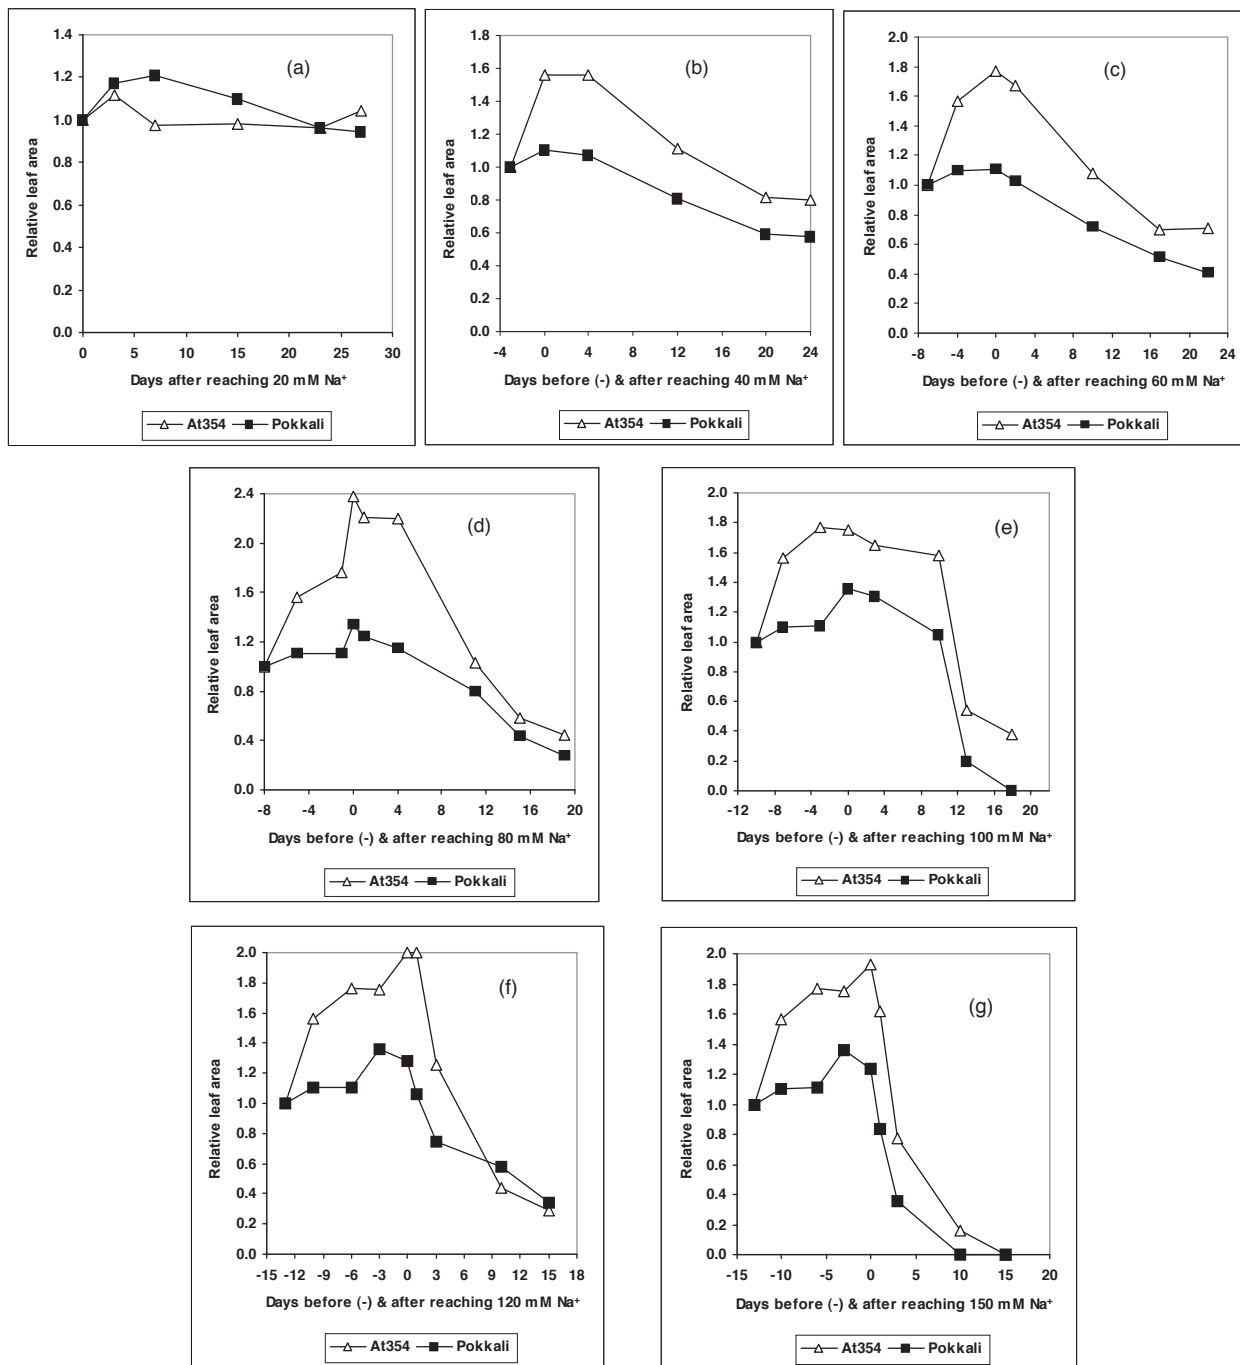 (a)
Relative leaf area
1.4
1.2
1.0
0.8
0.6
0.4
0.2
0.0
0 5 10 15 20 25 30
Days after reaching 20 mM Na⁺
At354 Pokkali
(b)
Relative leaf area
1.8
1.6
1.4
1.2
1.0
0.8
0.6
0.4
0.2
0.0
-4 0 4 8 12 16 20 24
Days before (-) & after reaching 40 mM Na⁺
At354 Pokkali
(c)
Relative leaf area
2.0
1.8
1.6
1.4
1.2
1.0
0.8
0.6
0.4
0.2
0.0
-8 -4 0 4 8 12 16 20 24
Days before (-) & after reaching 60 mM Na⁺
At354 Pokkali
(d)
Relative leaf area
2.4
2.0
1.6
1.2
0.8
0.4
0.0
-8 -4 0 4 8 12 16 20
Days before (-) & after reaching 80 mM Na⁺
At354 Pokkali
(e)
Relative leaf area
2.0
1.8
1.6
1.4
1.2
1.0
0.8
0.6
0.4
0.2
0.0
-12 -8 -4 0 4 8 12 16 20
Days before (-) & after reaching 100 mM Na⁺
At354 Pokkali
(f)
Relative leaf area
2.0
1.8
1.6
1.4
1.2
1.0
0.8
0.6
0.4
0.2
0.0
-15 -12 -9 -6 -3 0 3 6 9 12 15 18
Days before (-) & after reaching 120 mM Na⁺
At354 Pokkali
(g)
Relative leaf area
2.0
1.8
1.6
1.4
1.2
1.0
0.8
0.6
0.4
0.2
0.0
-15 -10 -5 0 5 10 15 20
Days before (-) & after reaching 150 mM Na⁺
At354 Pokkali